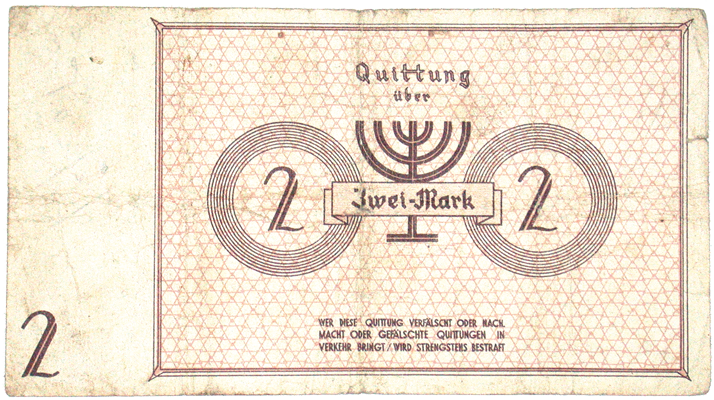 Quittung
über
2
Zwei-Mark
2
2
WER DIESE QUITTUNG VERFÄLSCHT ODER NACH-
MACHT ODER GEFÄLSCHTE QUITTUNGEN IN
VERKEHR BRINGT, WIRD STRENGSTENS BESTRAFT